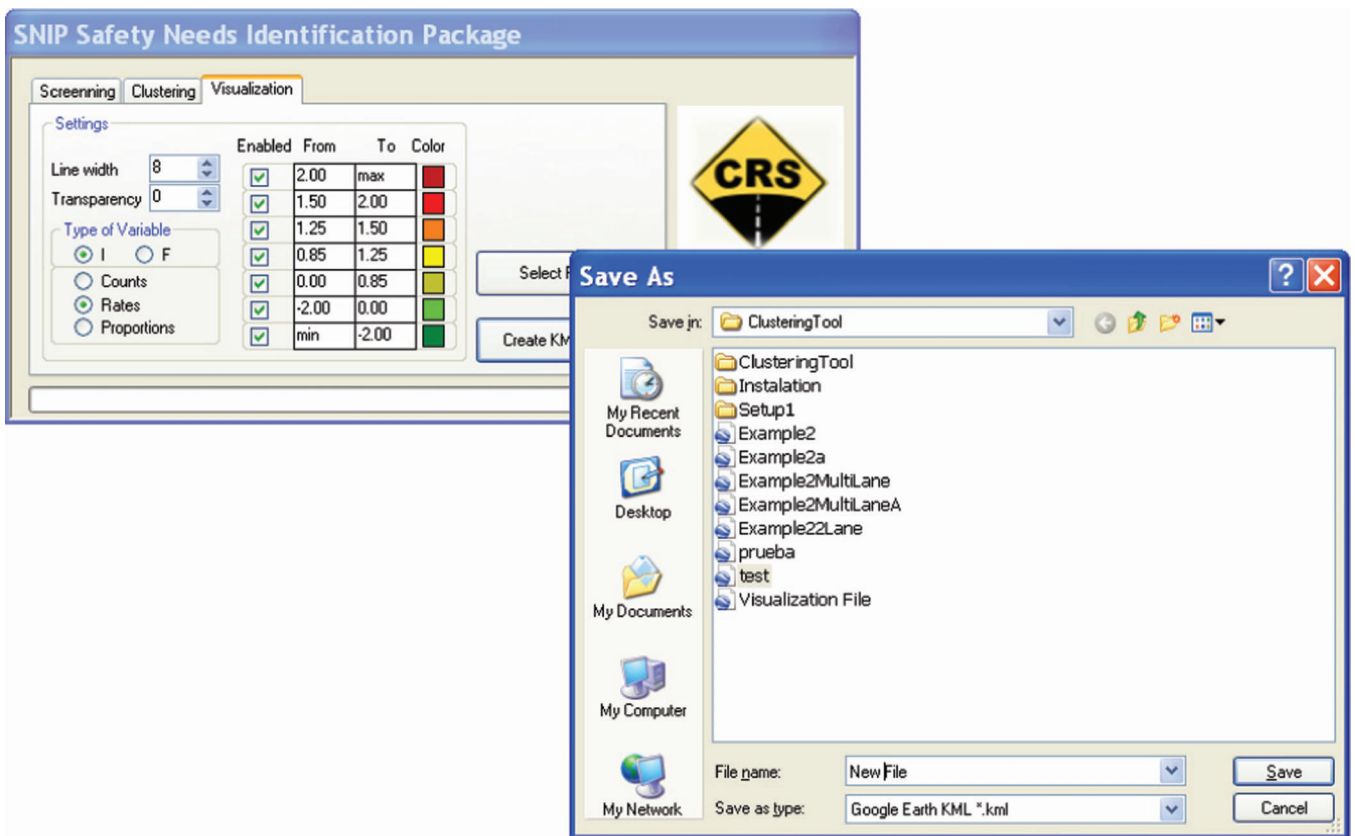 SNIP Safety Needs Identification Package
Screenning Clustering Visualization
Settings
Enabled From To Color
Line width 8
Transparency 0
Type of Variable
I F
Counts
Rates
Proportions
2.00 max
1.50 2.00
1.25 1.50
0.85 1.25
0.00 0.85
-2.00 0.00
min -2.00
CRS
Select
Create
Save As
Save in: ClusteringTool
My Recent
Documents
Desktop
My Documents
My Computer
My Network
ClusteringTool
Instalation
Setup1
Example2
Example2a
Example2MultiLane
Example2MultiLaneA
Example22Lane
prueba
test
Visualization File
File name: New File
Save
Save as type: Google Earth KML *.kml
Cancel